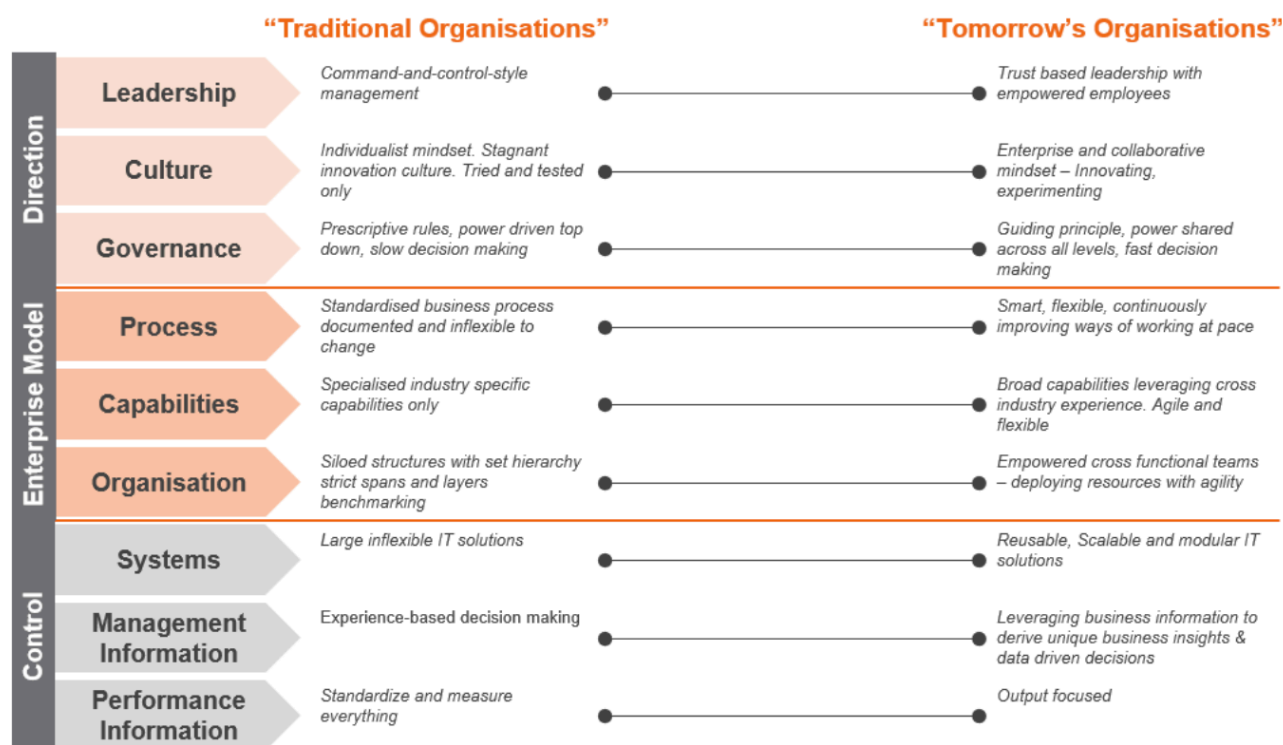 “Traditional Organisations”
“Tomorrow’s Organisations”
Direction
Leadership
Command-and-control-style
management
Trust based leadership with
empowered employees
Culture
Individualist mindset. Stagnant
innovation culture. Tried and tested
only
Enterprise and collaborative
mindset – Innovating,
experimenting
Governance
Prescriptive rules, power driven top
down, slow decision making
Guiding principle, power shared
across all levels, fast decision
making
Enterprise Model
Process
Standardised business process
documented and inflexible to
change
Smart, flexible, continuously
improving ways of working at pace
Capabilities
Specialised industry specific
capabilities only
Broad capabilities leveraging cross
industry experience. Agile and
flexible
Organisation
Siloed structures with set hierarchy
strict spans and layers
benchmarking
Empowered cross functional teams
– deploying resources with agility
Control
Systems
Large inflexible IT solutions
Reusable, Scalable and modular IT
solutions
Management
Information
Experience-based decision making
Leveraging business information to
derive unique business insights &
data driven decisions
Performance
Information
Standardize and measure
everything
Output focused